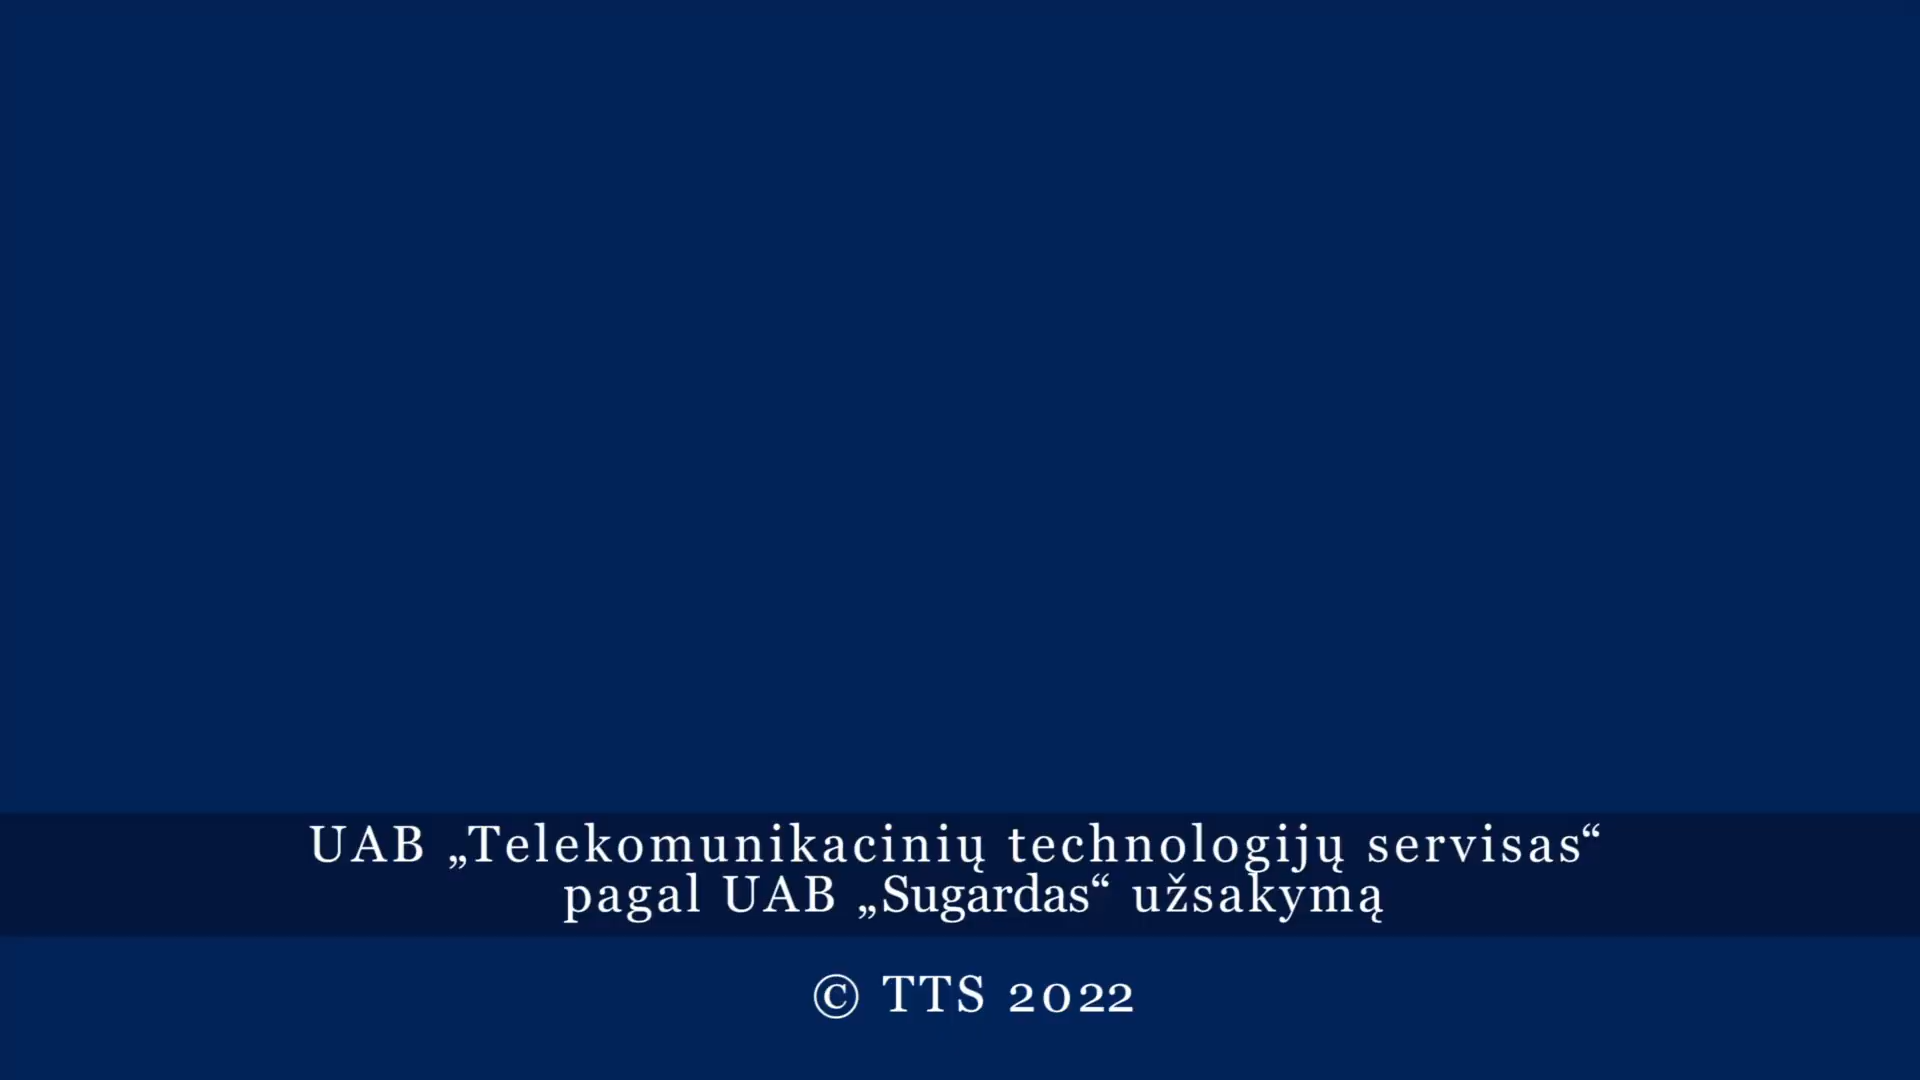 UAB „Telekomunikacinių technologijų servisas“
pagal UAB „Sugardas“ užsakymą
© TTS 2022